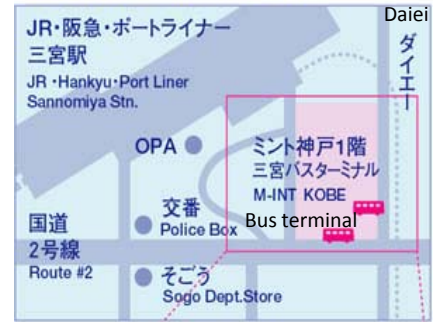 Daiei
ダイエー
JR・阪急・ポートライナー
三宮駅
JR・Hankyu・Port Liner
Sannomiya Stn.
OPA
ミント神戸1階
三宮バスターミナル
M-INT KOBE
Bus terminal
交番
Police Box
国道
2号線
Route #2
そごう
Sogo Dept.Store